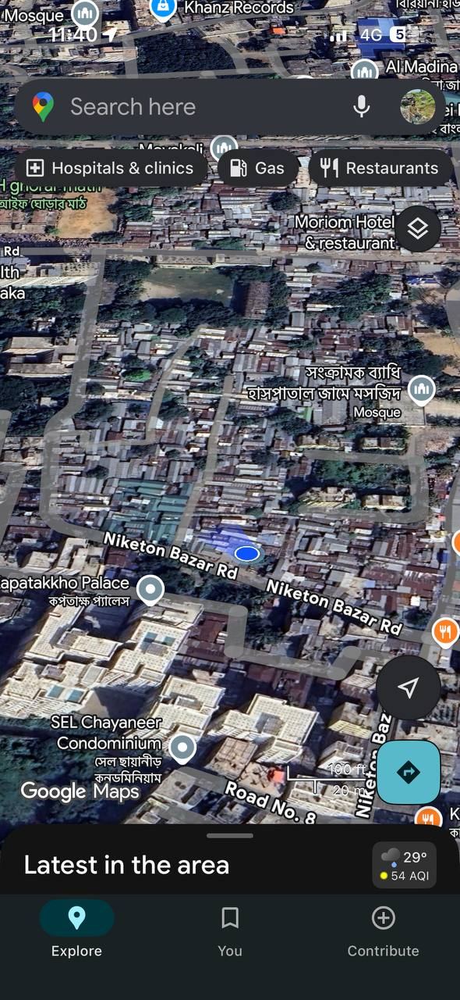 Mosque
Khanz Records
11:40
4G
5
Al Madina
Search here
Hospitals & clinics
Gas
Restaurants
আইফ ঘোড়ার মাঠ
Moriom Hotel
& restaurant
Rd
lth
aka
সংক্রামক ব্যাধি
হাসপাতাল জামে মসজিদ
Mosque
Niketon Bazar Rd
Niketon Bazar Rd
apatakkho Palace
কপতাক্ষ প্যালেস
SEL Chayaneer
Condominium
সেল ছায়ানীড়
কনডমিনিয়াম
100 ft
20 m
Niketon Baz
Google Maps
Road No. 8
K
Latest in the area
29°
54 AQI
Explore
You
Contribute